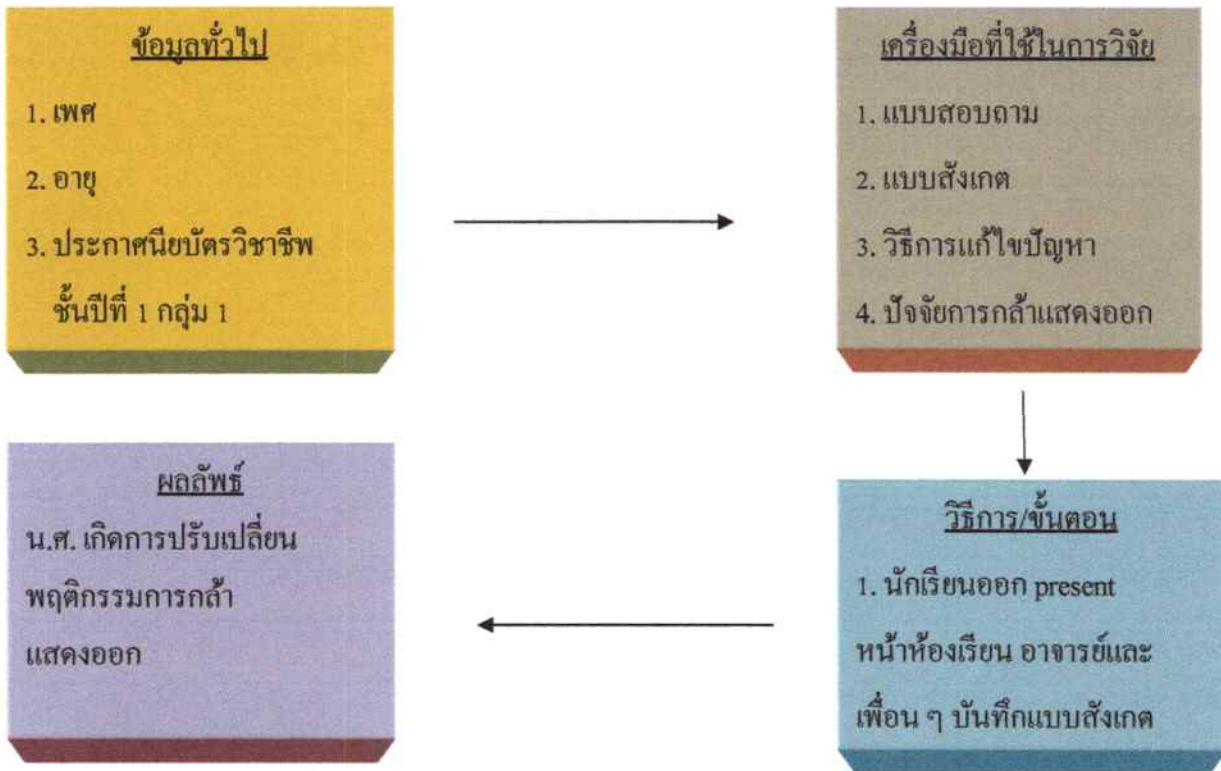 ข้อมูลทั่วไป
1. เพศ
2. อายุ
3. ประกาศนียบัตรวิชาชีพ
ชั้นปีที่ 1 กลุ่ม 1
เครื่องมือที่ใช้ในการวิจัย
1. แบบสอบถาม
2. แบบสังเกต
3. วิธีการแก้ไขปัญหา
4. ปัจจัยการกล้าแสดงออก
วิธีการ/ขั้นตอน
1. นักเรียนออก present
หน้าห้องเรียน อาจารย์และ
เพื่อน ๆ บันทึกแบบสังเกต
ผลลัพธ์
น.ศ. เกิดการปรับเปลี่ยน
พฤติกรรมการกล้า
แสดงออก